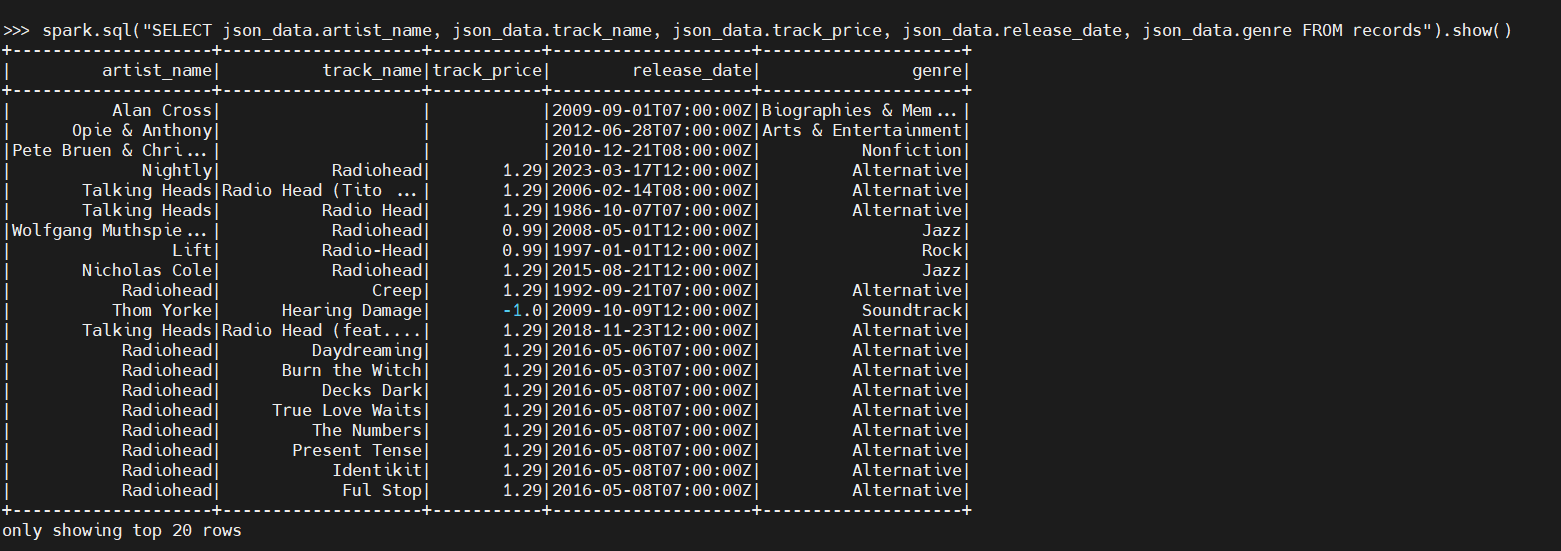 >>> spark.sql("SELECT json_data.artist_name, json_data.track_name, json_data.track_price, json_data.release_date, json_data.genre FROM records").show()
+--------------------+--------------------+-----------+--------------------+--------------------+
|         artist_name|          track_name|track_price|        release_date|               genre|
+--------------------+--------------------+-----------+--------------------+--------------------+
|          Alan Cross|                    |           |2009-09-01T07:00:00Z|Biographies & Mem...|
|      Opie & Anthony|                    |           |2012-06-28T07:00:00Z|Arts & Entertainment|
|Pete Bruen & Chri...|                    |           |2010-12-21T08:00:00Z|          Nonfiction|
|             Nightly|           Radiohead|       1.29|2023-03-17T12:00:00Z|         Alternative|
|       Talking Heads|Radio Head (Tito ...|       1.29|2006-02-14T08:00:00Z|         Alternative|
|       Talking Heads|          Radio Head|       1.29|1986-10-07T07:00:00Z|         Alternative|
|Wolfgang Muthspie...|           Radiohead|       0.99|2008-05-01T12:00:00Z|                Jazz|
|                Lift|          Radio-Head|       0.99|1997-01-01T12:00:00Z|                Rock|
|       Nicholas Cole|           Radiohead|       1.29|2015-08-21T12:00:00Z|                Jazz|
|           Radiohead|               Creep|       1.29|1992-09-21T07:00:00Z|         Alternative|
|          Thom Yorke|      Hearing Damage|       -1.0|2009-10-09T12:00:00Z|          Soundtrack|
|       Talking Heads|Radio Head (feat....|       1.29|2018-11-23T12:00:00Z|         Alternative|
|           Radiohead|         Daydreaming|       1.29|2016-05-06T07:00:00Z|         Alternative|
|           Radiohead|      Burn the Witch|       1.29|2016-05-03T07:00:00Z|         Alternative|
|           Radiohead|          Decks Dark|       1.29|2016-05-08T07:00:00Z|         Alternative|
|           Radiohead|     True Love Waits|       1.29|2016-05-08T07:00:00Z|         Alternative|
|           Radiohead|         The Numbers|       1.29|2016-05-08T07:00:00Z|         Alternative|
|           Radiohead|       Present Tense|       1.29|2016-05-08T07:00:00Z|         Alternative|
|           Radiohead|           Identikit|       1.29|2016-05-08T07:00:00Z|         Alternative|
|           Radiohead|            Ful Stop|       1.29|2016-05-08T07:00:00Z|         Alternative|
+--------------------+--------------------+-----------+--------------------+--------------------+
only showing top 20 rows